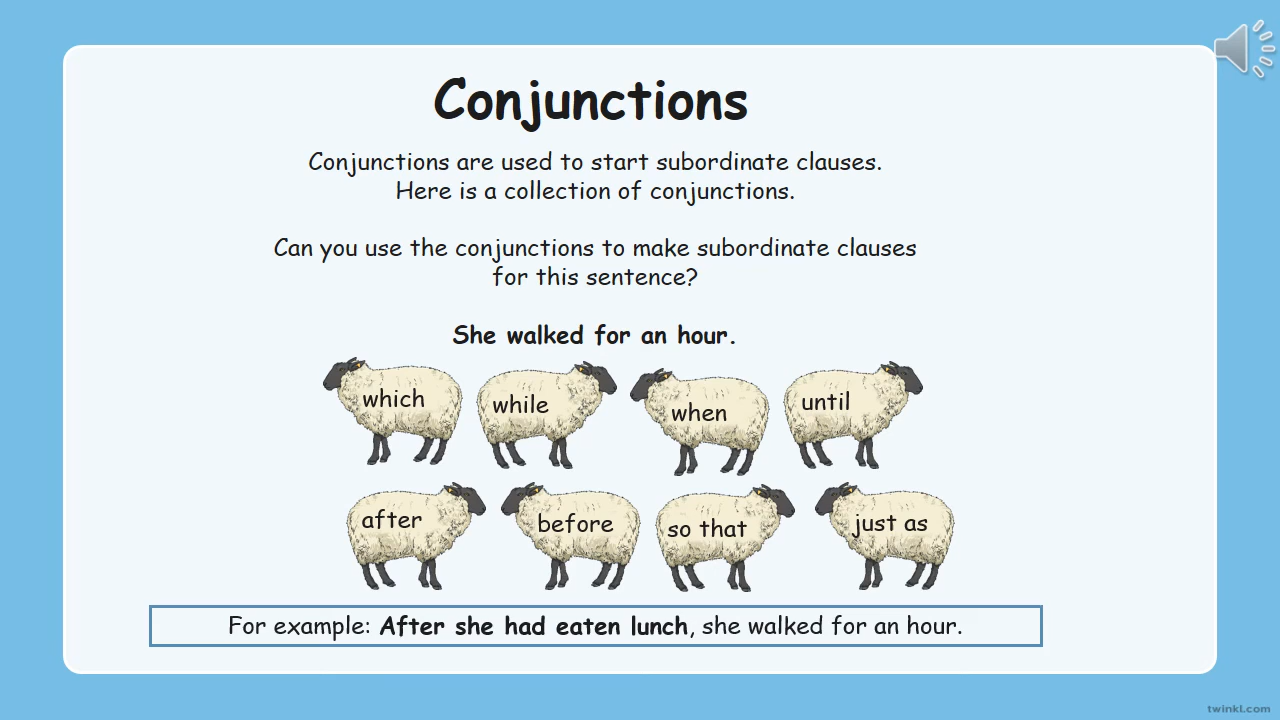 Conjunctions
Conjunctions are used to start subordinate clauses.
Here is a collection of conjunctions.
Can you use the conjunctions to make subordinate clauses
for this sentence?
She walked for an hour.
which
while
when
until
after
before
so that
just as
For example: After she had eaten lunch, she walked for an hour.
twinkl.com